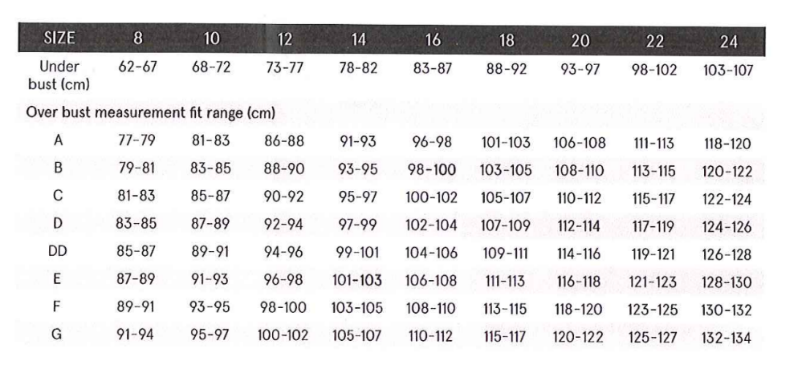 SIZE 8 10 12 14 16 18 20 22 24
Under bust (cm) 62-67 68-72 73-77 78-82 83-87 88-92 93-97 98-102 103-107
Over bust measurement fit range (cm)
A 77-79 81-83 86-88 91-93 96-98 101-103 106-108 111-113 118-120
B 79-81 83-85 88-90 93-95 98-100 103-105 108-110 113-115 120-122
C 81-83 85-87 90-92 95-97 100-102 105-107 110-112 115-117 122-124
D 83-85 87-89 92-94 97-99 102-104 107-109 112-114 117-119 124-126
DD 85-87 89-91 94-96 99-101 104-106 109-111 114-116 119-121 126-128
E 87-89 91-93 96-98 101-103 106-108 111-113 116-118 121-123 128-130
F 89-91 93-95 98-100 103-105 108-110 113-115 118-120 123-125 130-132
G 91-94 95-97 100-102 105-107 110-112 115-117 120-122 125-127 132-134